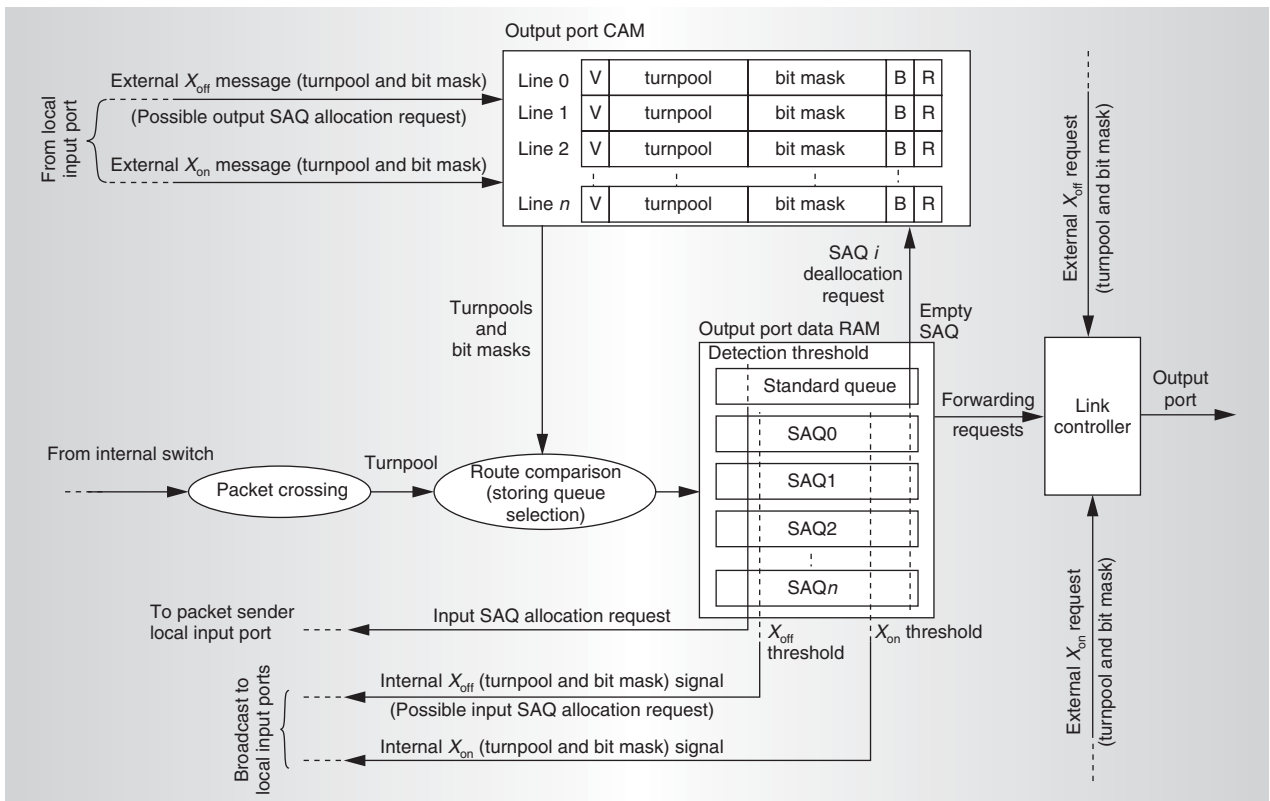 Output port CAM
External Xoff message (turnpool and bit mask)
(Possible output SAQ allocation request)
External Xon message (turnpool and bit mask)
From local
input port
Line 0 V turnpool bit mask B R
Line 1 V turnpool bit mask B R
Line 2 V turnpool bit mask B R
Line n V turnpool bit mask B R
External Xoff request
(turnpool and bit mask)
SAQ i
deallocation
request
Turnpools
and
bit masks
Empty
SAQ
Output port data RAM
Detection threshold
Standard queue
SAQ0
SAQ1
SAQ2
SAQn
Forwarding
requests
Link
controller
Output
port
From internal switch
Packet crossing
Turnpool
Route comparison
(storing queue
selection)
To packet sender
local input port
Input SAQ allocation request
Xoff
threshold
Xon threshold
Internal Xoff (turnpool and bit mask) signal
(Possible input SAQ allocation request)
Internal Xon (turnpool and bit mask) signal
Broadcast to
local input ports
External Xon request
(turnpool and bit mask)